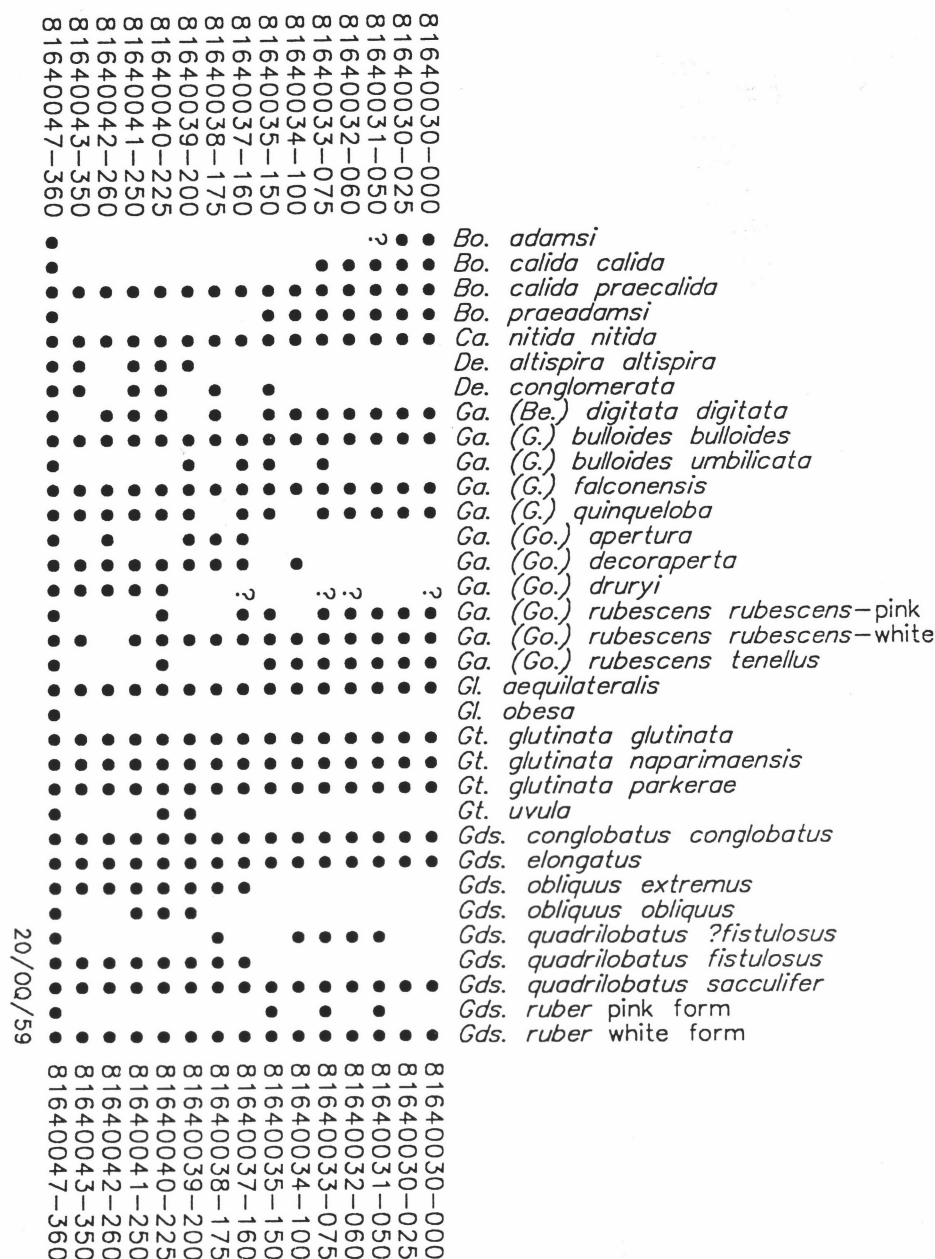 81640030-000
81640030-025
81640031-050
81640032-060
81640033-075
81640034-100
81640035-150
81640037-160
81640038-175
81640039-200
81640040-225
81640041-250
81640042-260
81640043-350
81640047-360
? Bo. adamsi
Bo. calida calida
Bo. calida praecalida
Bo. praeadamsi
Ca. nitida nitida
De. altispira altispira
De. conglomerata
Ga. (Be.) digitata digitata
Ga. (G.) bulloides bulloides
Ga. (G.) bulloides umbilicata
Ga. (G.) falconensis
Ga. (G.) quinqueloba
Ga. (Go.) apertura
Ga. (Go.) decoraperta
Ga. (Go.) druryi
? ? ? ? Ga. (Go.) rubescens rubescens-pink
Ga. (Go.) rubescens rubescens-white
Ga. (Go.) rubescens tenellus
Gl. aequilateralis
Gl. obesa
Gt. glutinata glutinata
Gt. glutinata naparimaensis
Gt. glutinata parkerae
Gt. uvula
Gds. conglobatus conglobatus
Gds. elongatus
Gds. obliquus extremus
Gds. obliquus obliquus
Gds. quadrilobatus ?fistulosus
Gds. quadrilobatus fistulosus
Gds. quadrilobatus sacculifer
Gds. ruber pink form
Gds. ruber white form
20/OQ/59
81640030-000
81640030-025
81640031-050
81640032-060
81640033-075
81640034-100
81640035-150
81640037-160
81640038-175
81640039-200
81640040-225
81640041-250
81640042-260
81640043-350
81640047-360